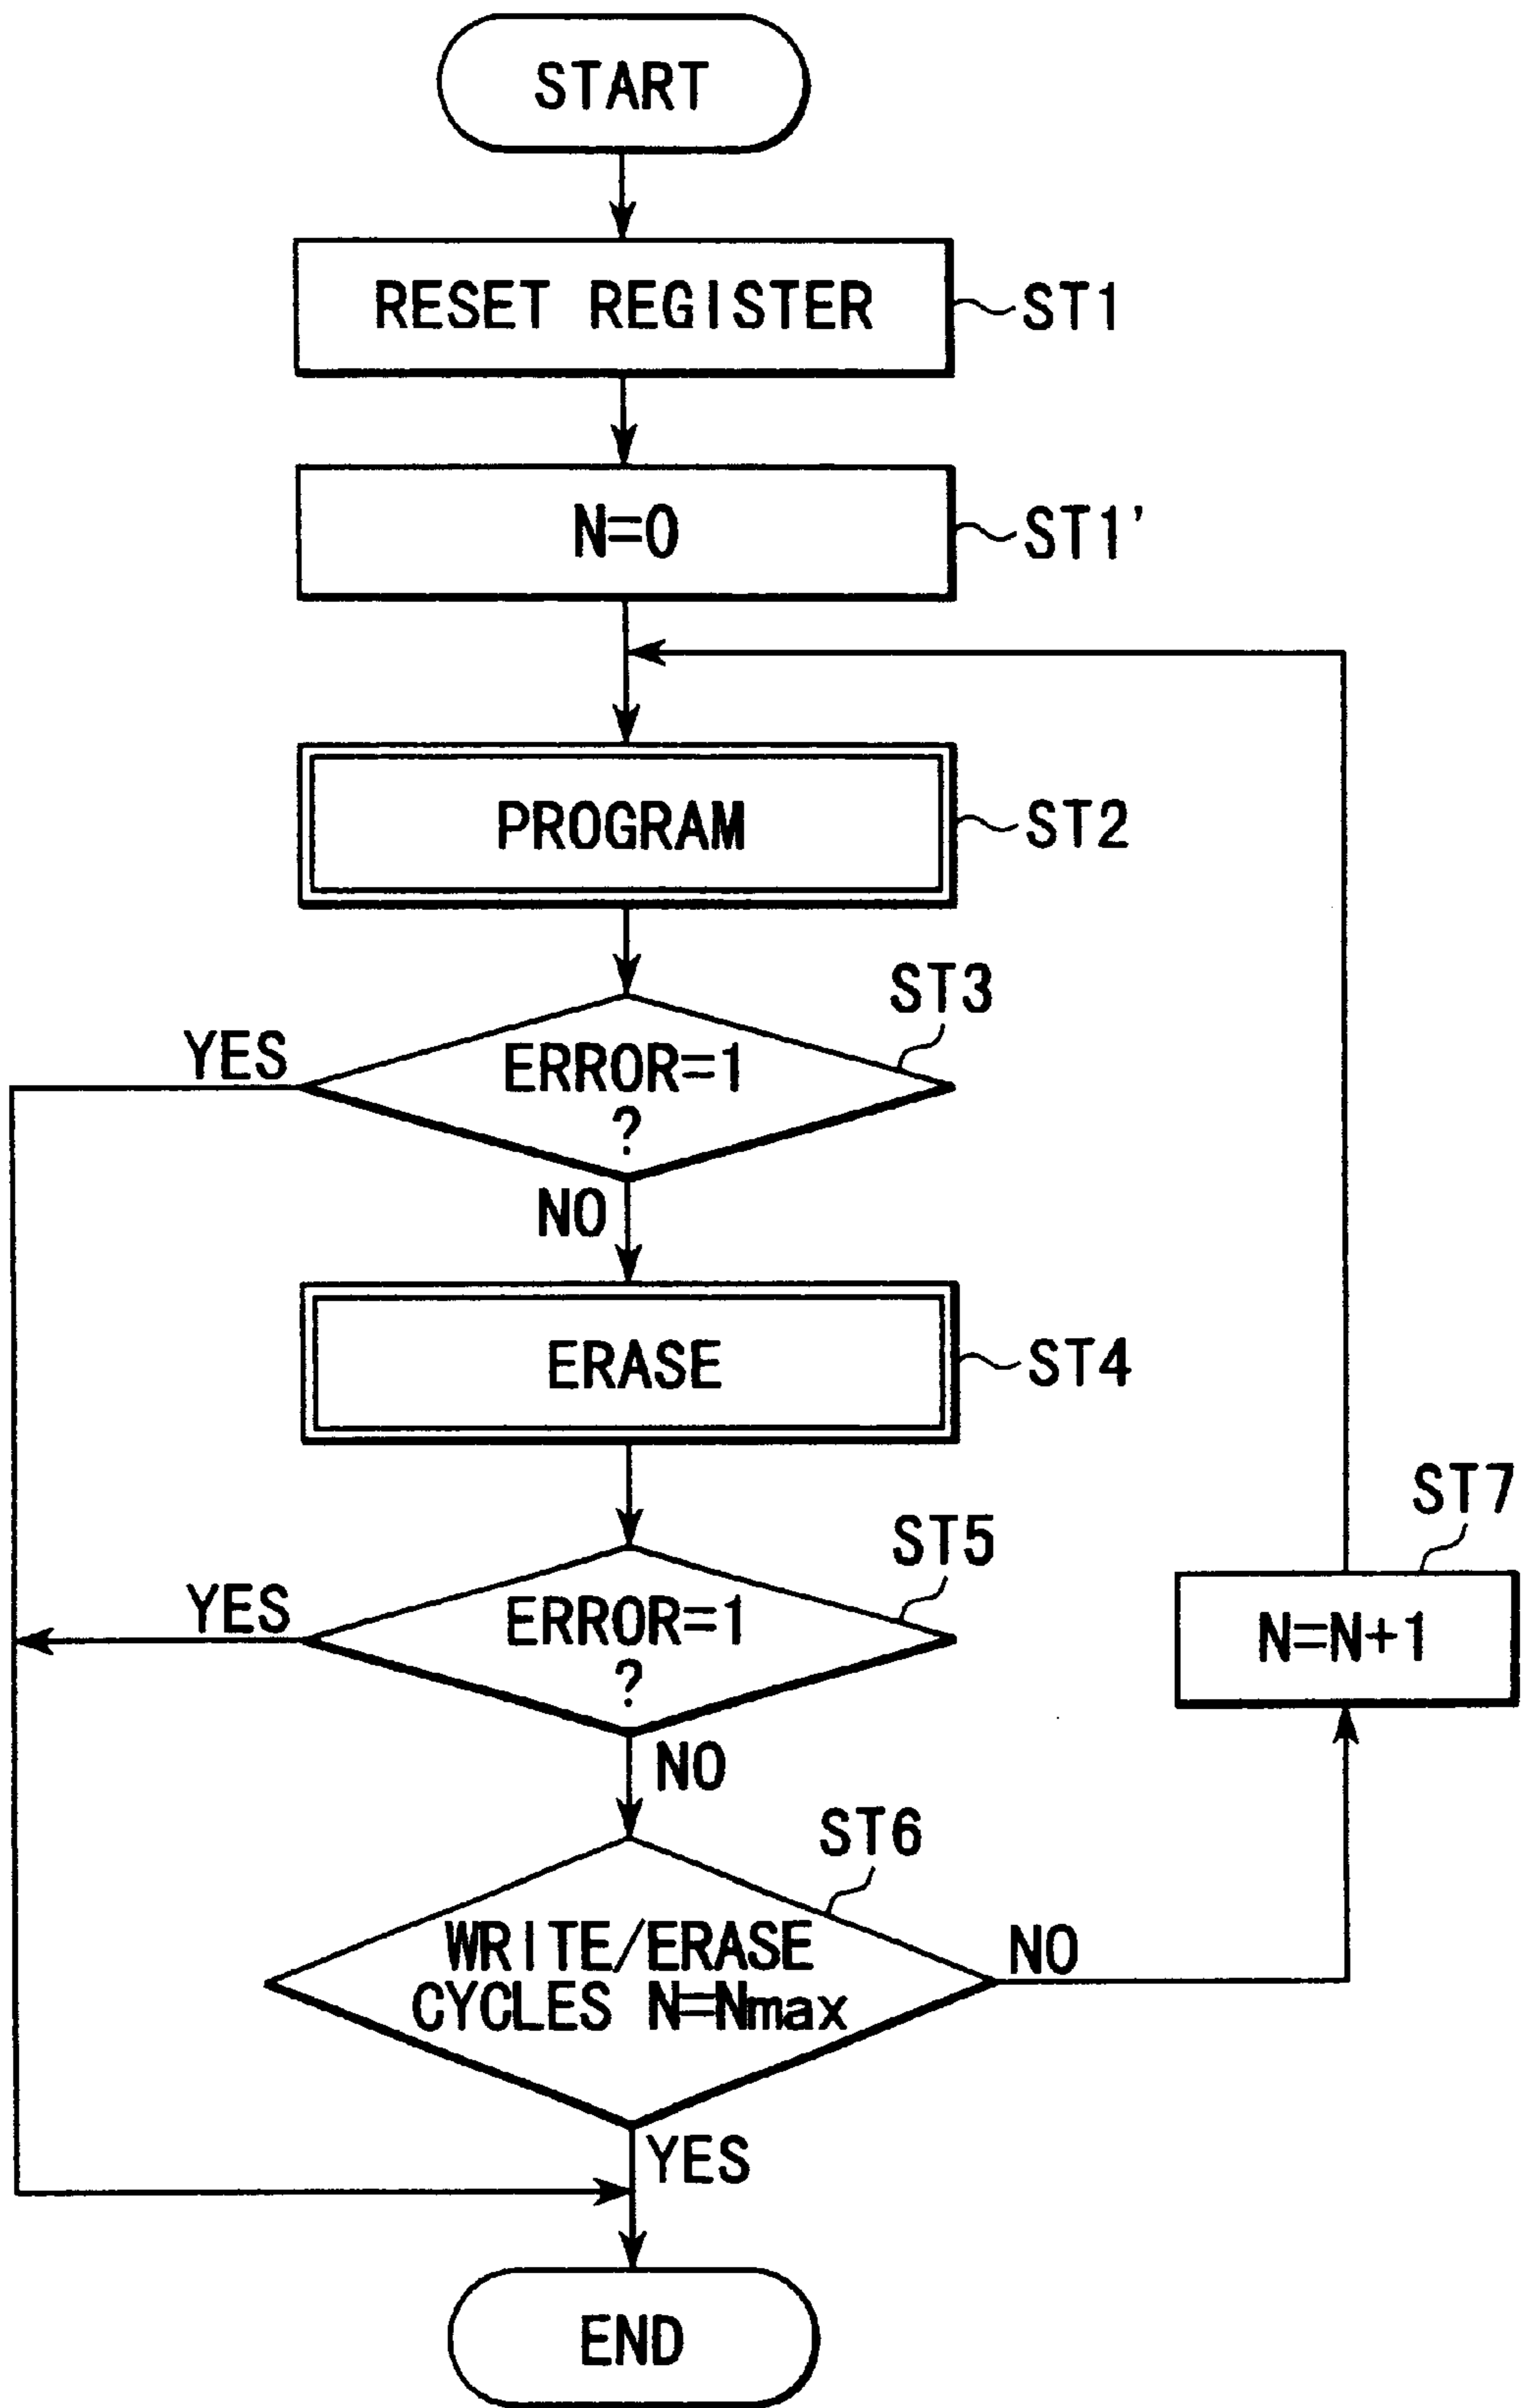 START
RESET REGISTER
ST1
N=0
ST1'
PROGRAM
ST2
ST3
YES
ERROR=1
?
NO
ERASE
ST4
ST5
YES
ERROR=1
?
NO
ST7
N=N+1
ST6
WRITE/ERASE
CYCLES N=Nmax
NO
YES
END